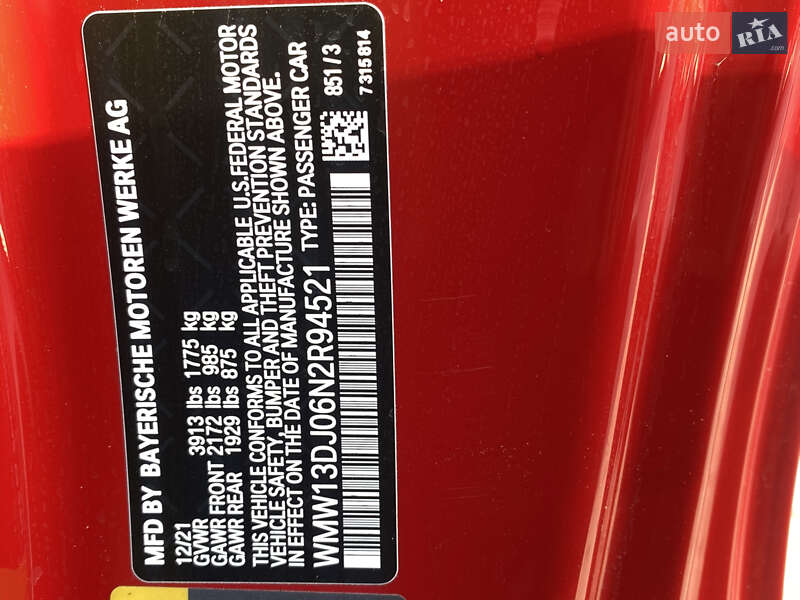 MFD BY BAYERISCHE MOTOREN WERKE AG
12/21
GVWR 3913 lbs 1775 kg
GAWR FRONT 2172 lbs 985 kg
GAWR REAR 1929 lbs 875 kg
THIS VEHICLE CONFORMS TO ALL APPLICABLE U.S.FEDERAL MOTOR
VEHICLE SAFETY, BUMPER AND THEFT PREVENTION STANDARDS
IN EFFECT ON THE DATE OF MANUFACTURE SHOWN ABOVE.
WMW13DJ06N2R94521 TYPE: PASSENGER CAR
851/3
7315814
auto RIA.com